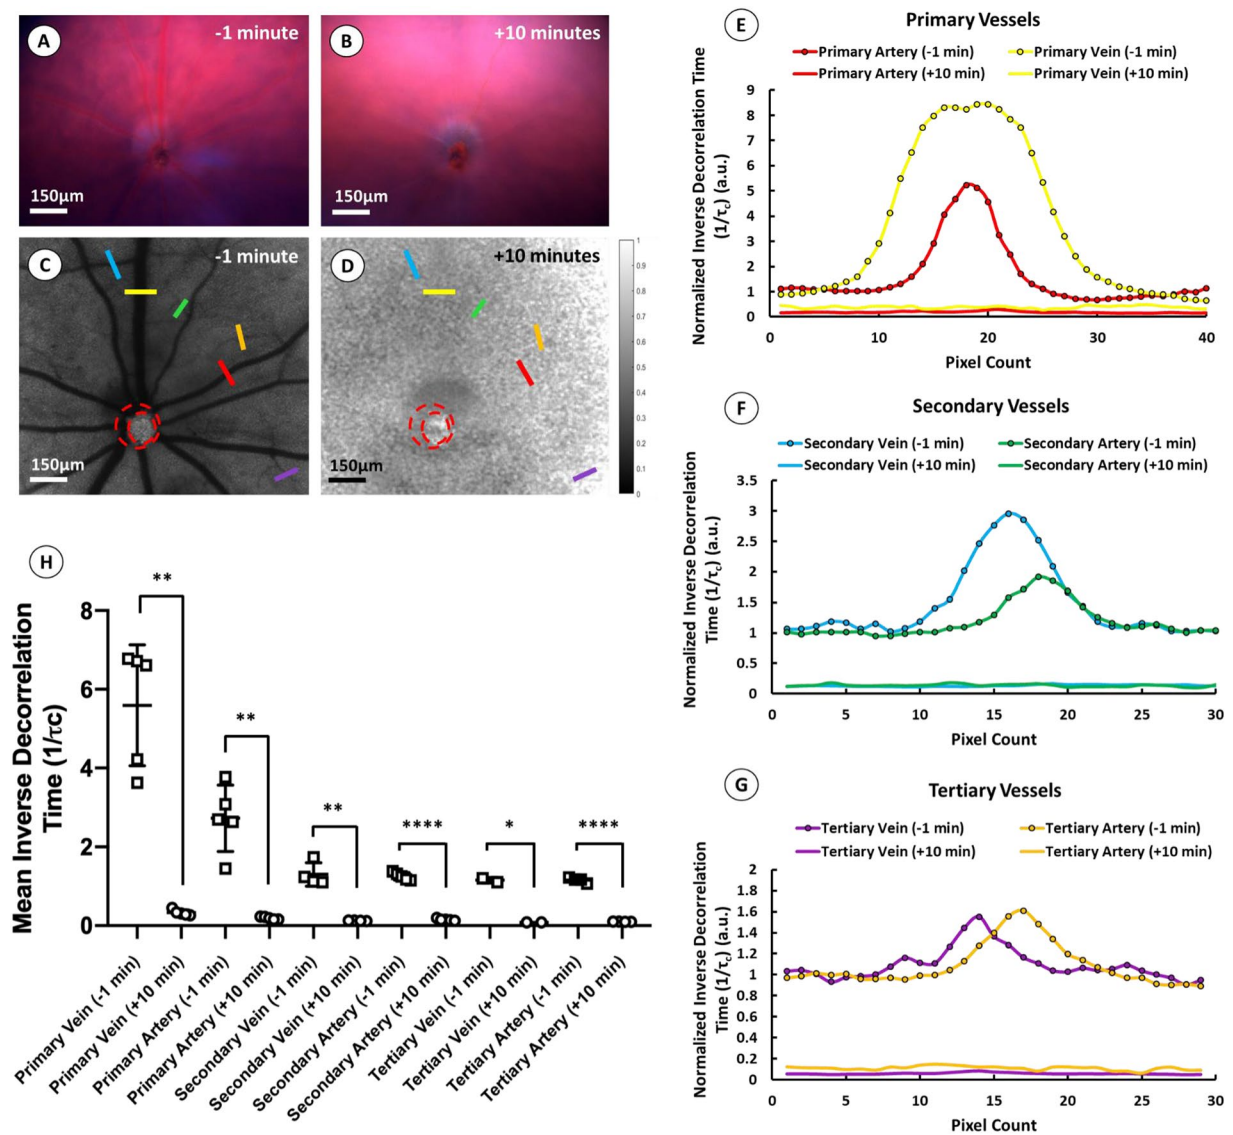 A
-1 minute
150µm
B
+10 minutes
150µm
C
-1 minute
150µm
D
+10 minutes
150µm
1
0.9
0.8
0.7
0.6
0.5
0.4
0.3
0.2
0.1
0
E
Primary Vessels
Primary Artery (-1 min)
Primary Vein (-1 min)
Primary Artery (+10 min)
Primary Vein (+10 min)
Normalized Inverse Decorrelation Time
(1/τc) (a.u.)
9
8
7
6
5
4
3
2
1
0
0 10 20 30 40
Pixel Count
F
Secondary Vessels
Secondary Vein (-1 min)
Secondary Artery (-1 min)
Secondary Vein (+10 min)
Secondary Artery (+10 min)
Normalized Inverse Decorrelation
Time (1/τc) (a.u.)
3.5
3
2.5
2
1.5
1
0.5
0
0 5 10 15 20 25 30
Pixel Count
G
Tertiary Vessels
Tertiary Vein (-1 min)
Tertiary Artery (-1 min)
Tertiary Vein (+10 min)
Tertiary Artery (+10 min)
Normalized Inverse Decorrelation
Time (1/τc) (a.u.)
2
1.8
1.6
1.4
1.2
1
0.8
0.6
0.4
0.2
0
0 5 10 15 20 25 30
Pixel Count
H
Mean Inverse Decorrelation
Time (1/τc)
8
6
4
2
0
**
**
**
****
*
****
Primary Vein (-1 min)
Primary Vein (+10 min)
Primary Artery (-1 min)
Primary Artery (+10 min)
Secondary Vein (-1 min)
Secondary Vein (+10 min)
Secondary Artery (-1 min)
Secondary Artery (+10 min)
Tertiary Vein (-1 min)
Tertiary Vein (+10 min)
Tertiary Artery (-1 min)
Tertiary Artery (+10 min)